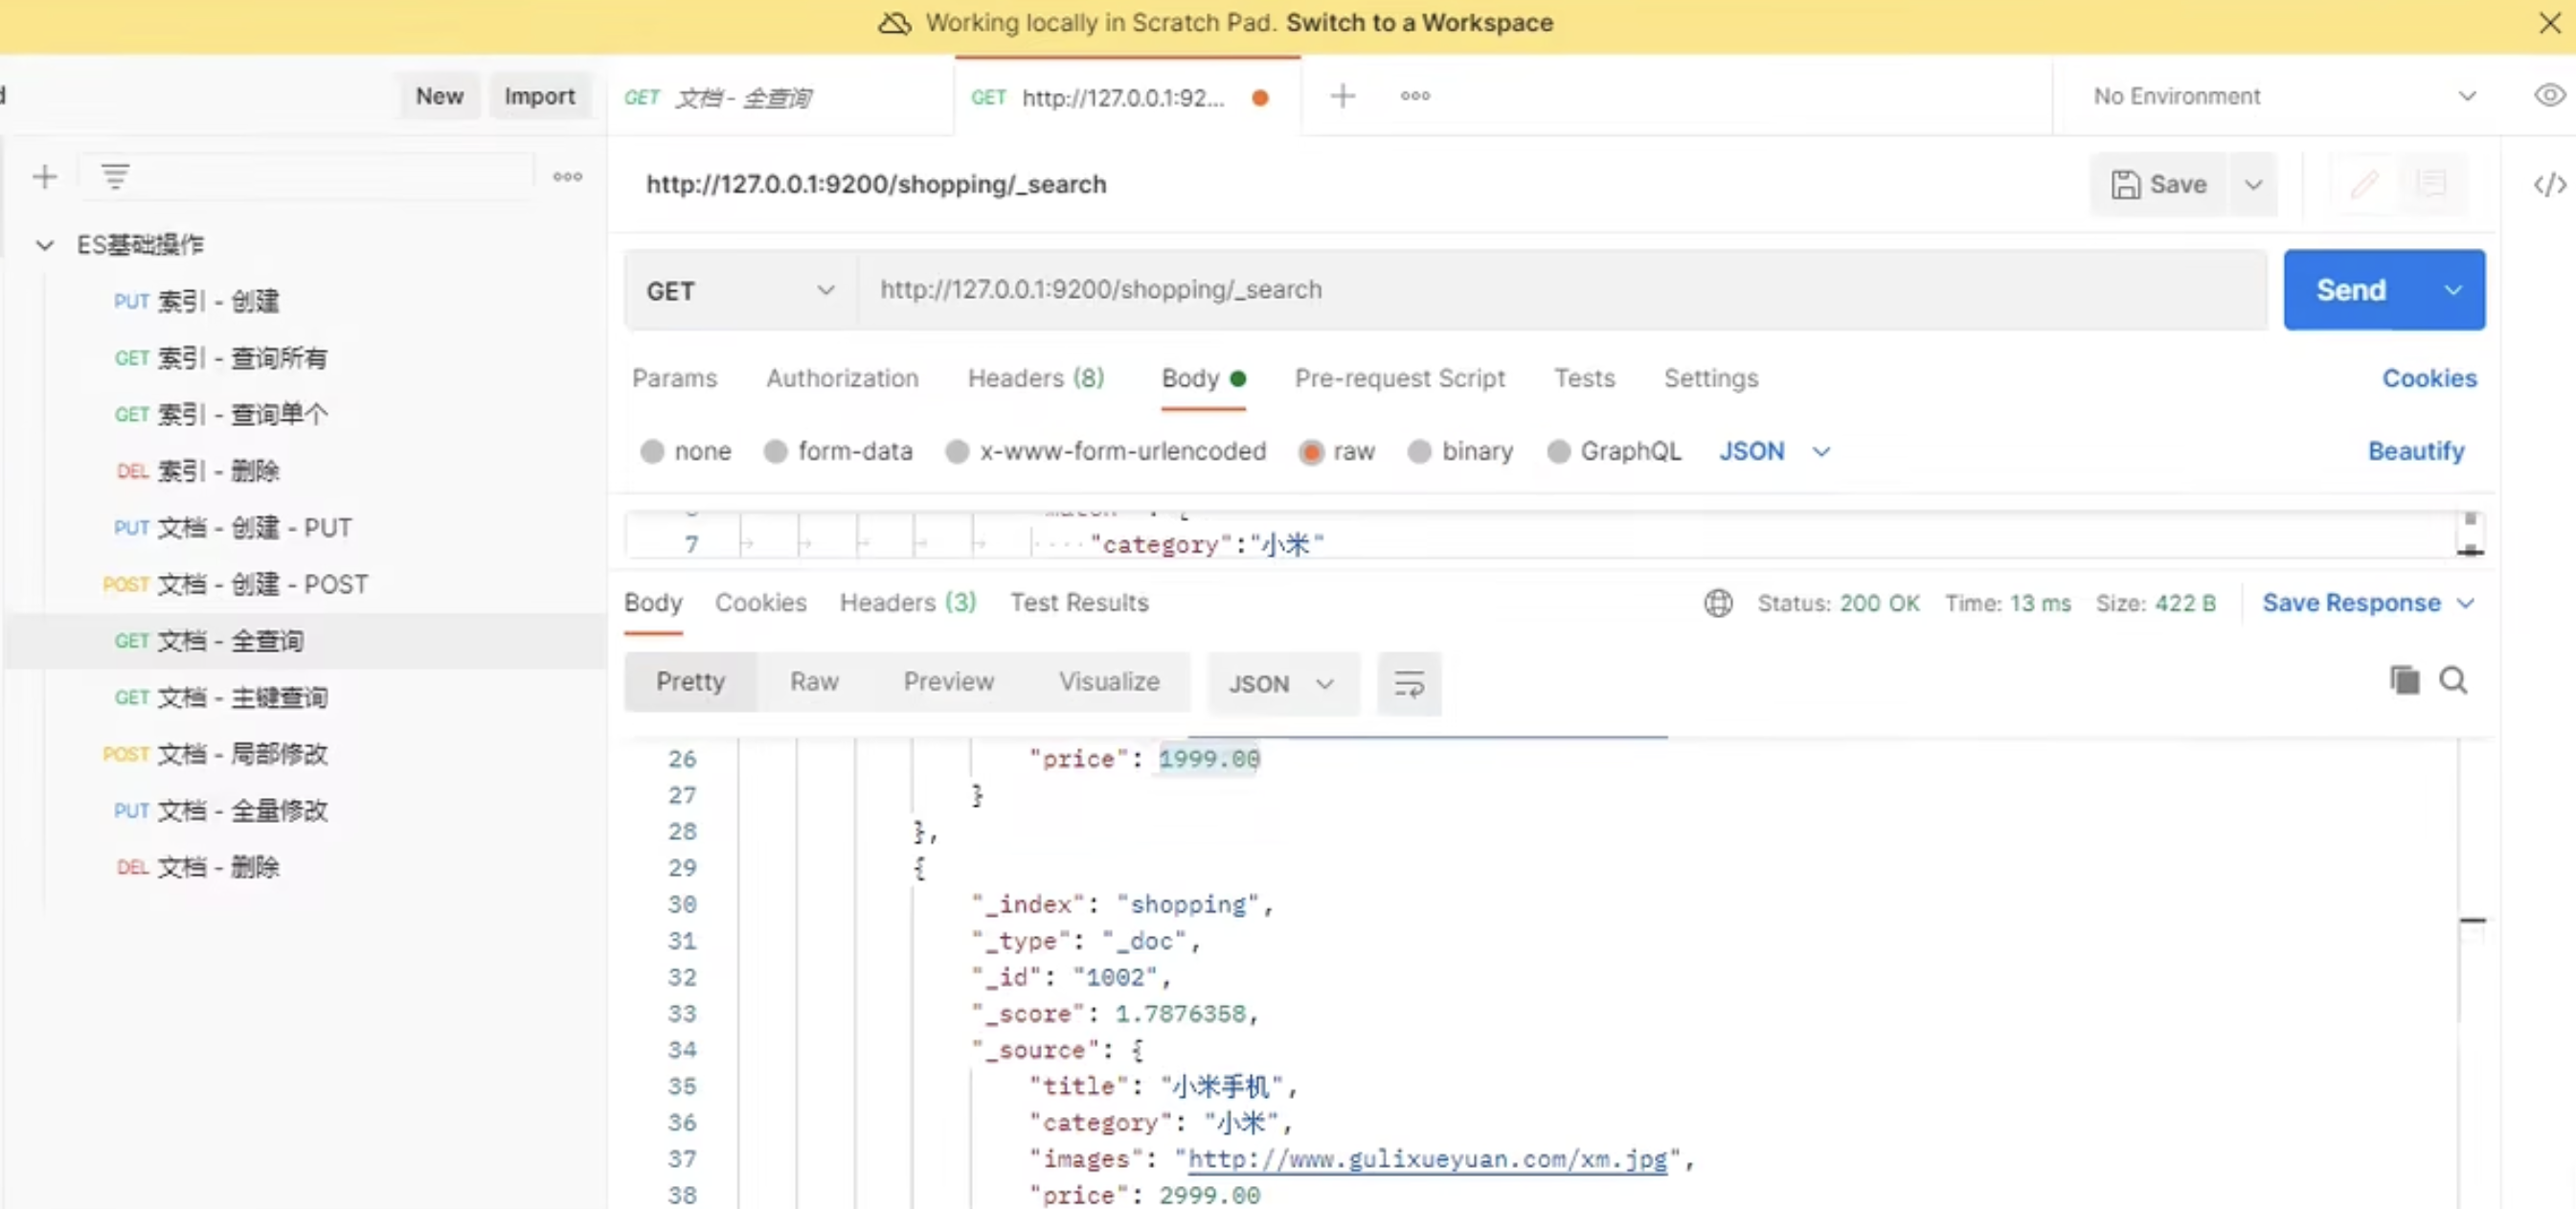 Working locally in Scratch Pad. Switch to a Workspace
New Import
GET 文档 - 全查询
GET http://127.0.0.1:92...
No Environment
http://127.0.0.1:9200/shopping/_search
Save
ES基础操作
PUT 索引 - 创建
GET 索引 - 查询所有
GET 索引 - 查询单个
DEL 索引 - 删除
PUT 文档 - 创建 - PUT
POST 文档 - 创建 - POST
GET 文档 - 全查询
GET 文档 - 主键查询
POST 文档 - 局部修改
PUT 文档 - 全量修改
DEL 文档 - 删除
GET http://127.0.0.1:9200/shopping/_search Send
Params Authorization Headers (8) Body Pre-request Script Tests Settings Cookies
none form-data x-www-form-urlencoded raw binary GraphQL JSON Beautify
7 "category":"小米"
Body Cookies Headers (3) Test Results Status: 200 OK Time: 13 ms Size: 422 B Save Response
Pretty Raw Preview Visualize JSON
26 "price": 1999.00
27 }
28 },
29 {
30 "_index": "shopping",
31 "_type": "_doc",
32 "_id": "1002",
33 "_score": 1.7876358,
34 "_source": {
35 "title": "小米手机",
36 "category": "小米",
37 "images": "http://www.gulixueyuan.com/xm.jpg",
38 "price": 2999.00